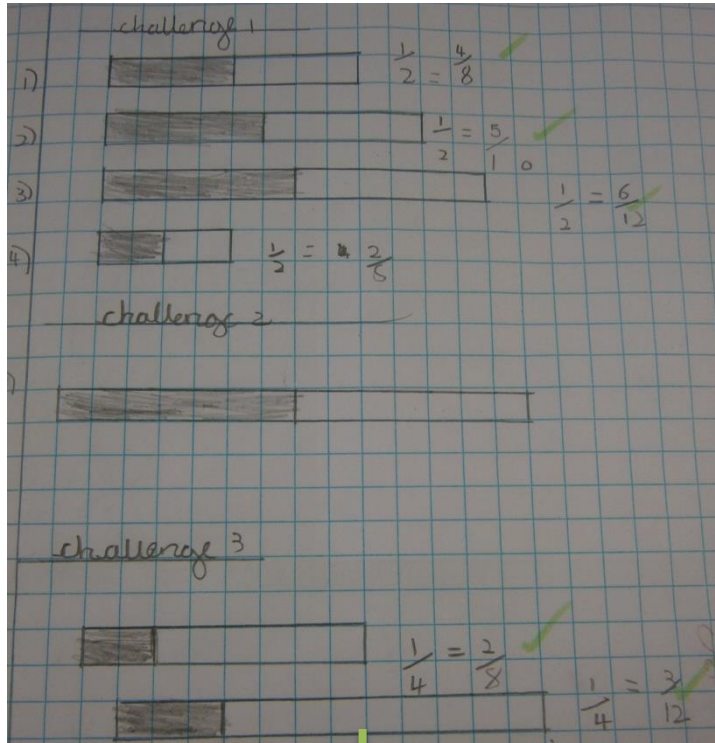 challenge 1
1) 1/2 = 4/8
2) 1/2 = 5/10
3) 1/2 = 6/12
4) 1/2 = 2/5
challenge 2
challenge 3
1/4 = 2/8
1/4 = 3/12